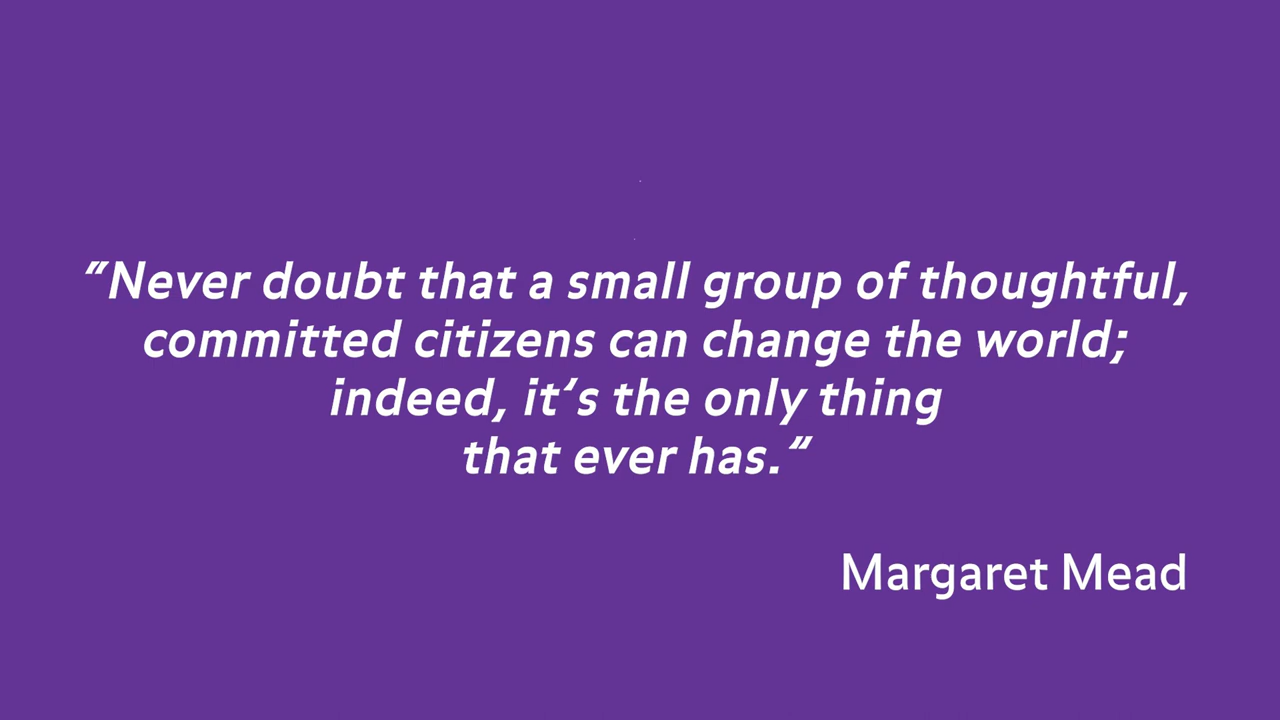 "Never doubt that a small group of thoughtful,
committed citizens can change the world;
indeed, it‘s the only thing
that ever has.“
Margaret Mead